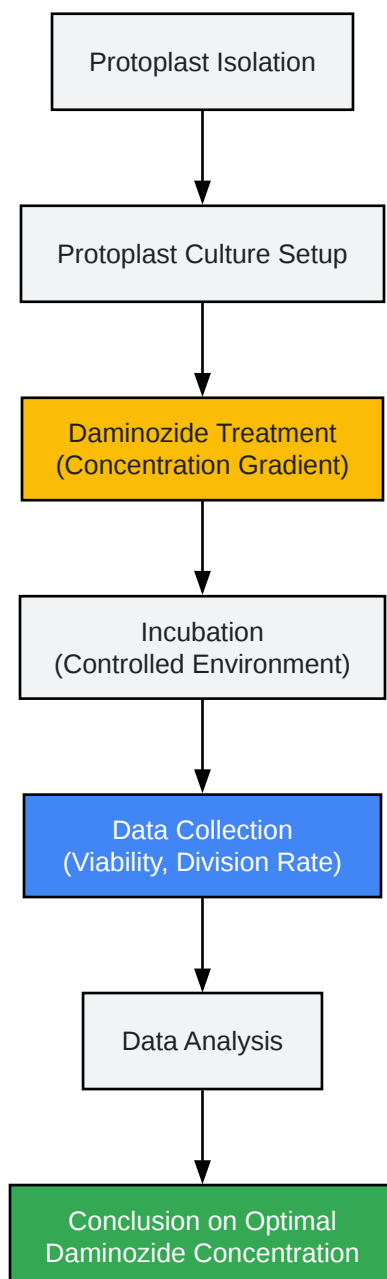 Protoplast Isolation
Protoplast Culture Setup
Daminozide Treatment
(Concentration Gradient)
Incubation
(Controlled Environment)
Data Collection
(Viability, Division Rate)
Data Analysis
Conclusion on Optimal
Daminozide Concentration